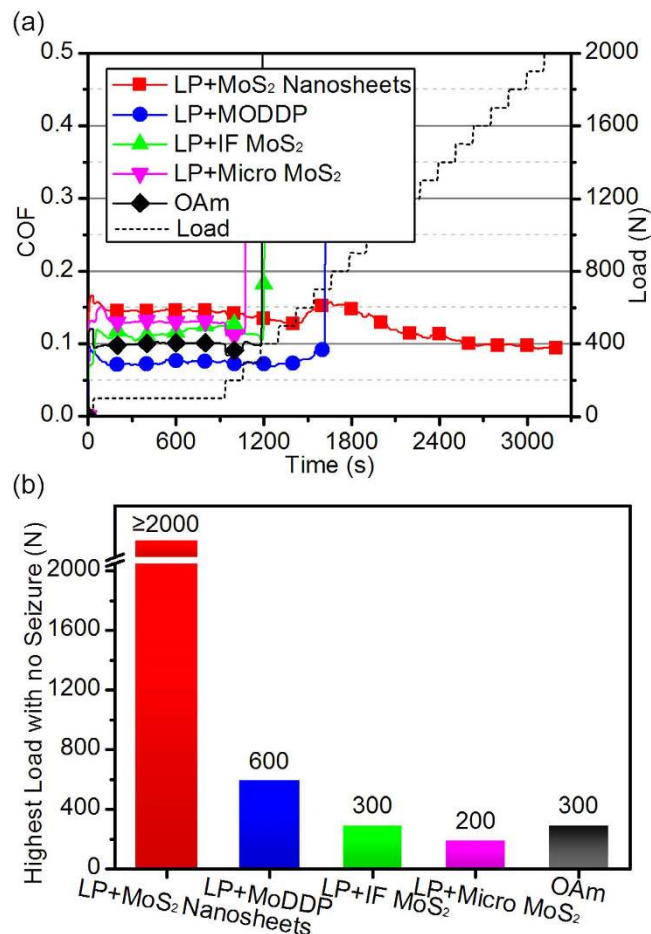 (a)
0.5
0.4
0.3
0.2
0.1
0.0
COF
2000
1600
1200
800
400
0
Load (N)
LP+MoS₂ Nanosheets
LP+MODDP
LP+IF MoS₂
LP+Micro MoS₂
OAm
Load
0 600 1200 1800 2400 3000
Time (s)
(b)
Highest Load with no Seizure (N)
2000
1600
1200
800
400
0
≥2000
600
300
200
300
LP+MoS₂ Nanosheets
LP+MoDDP
LP+IF MoS₂
LP+Micro MoS₂
OAm